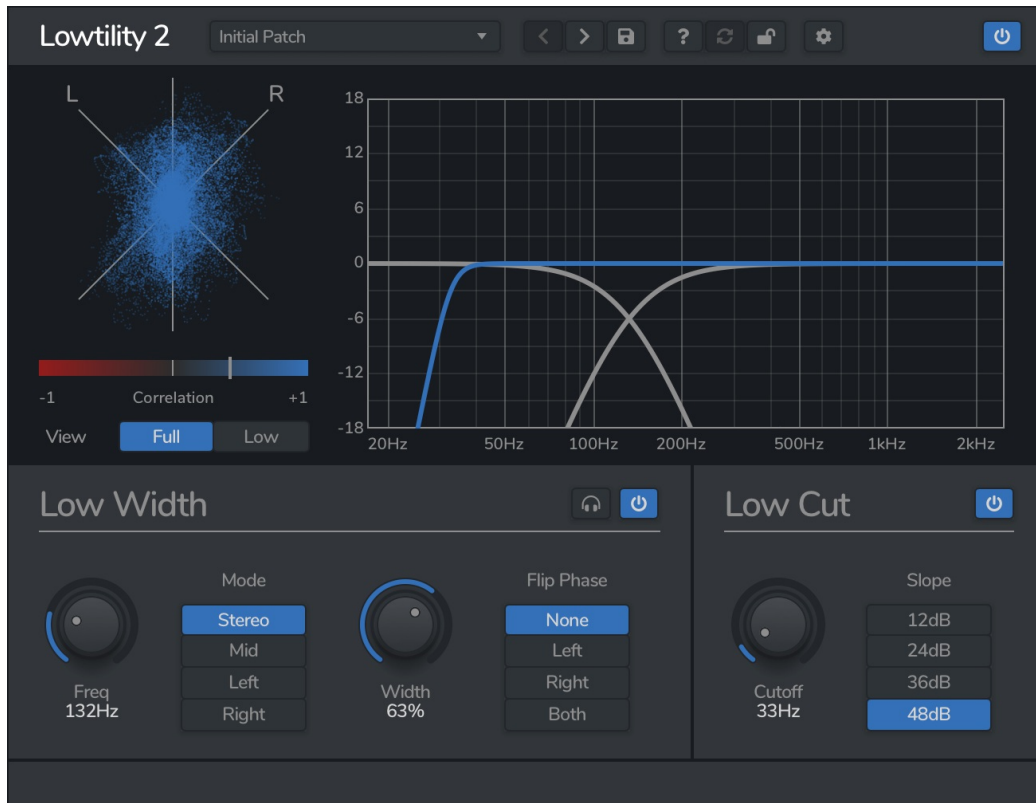 Lowtility 2
Initial Patch
?
L
R
-1 Correlation +1
View Full Low
18
12
6
0
-6
-12
-18
20Hz 50Hz 100Hz 200Hz 500Hz 1kHz 2kHz
Low Width
Mode
Stereo
Mid
Left
Right
Freq
132Hz
Width
63%
Flip Phase
None
Left
Right
Both
Low Cut
Cutoff
33Hz
Slope
12dB
24dB
36dB
48dB